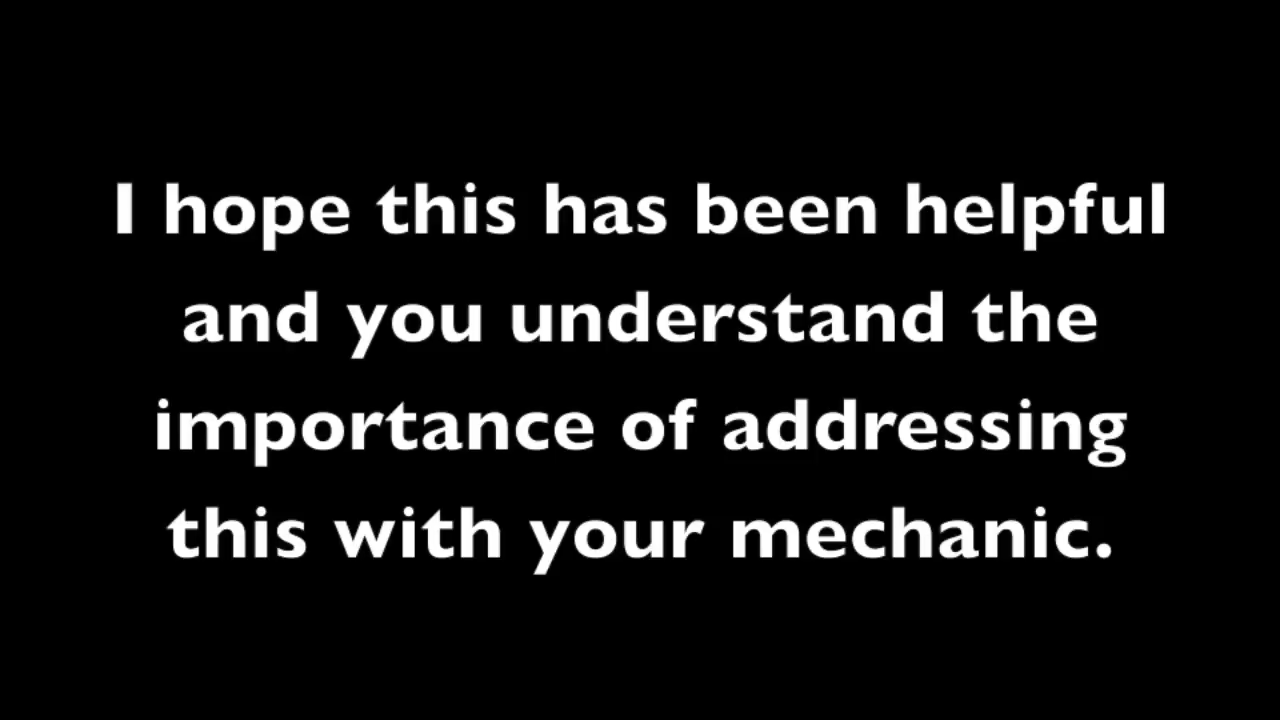 I hope this has been helpful
and you understand the
importance of addressing
this with your mechanic.